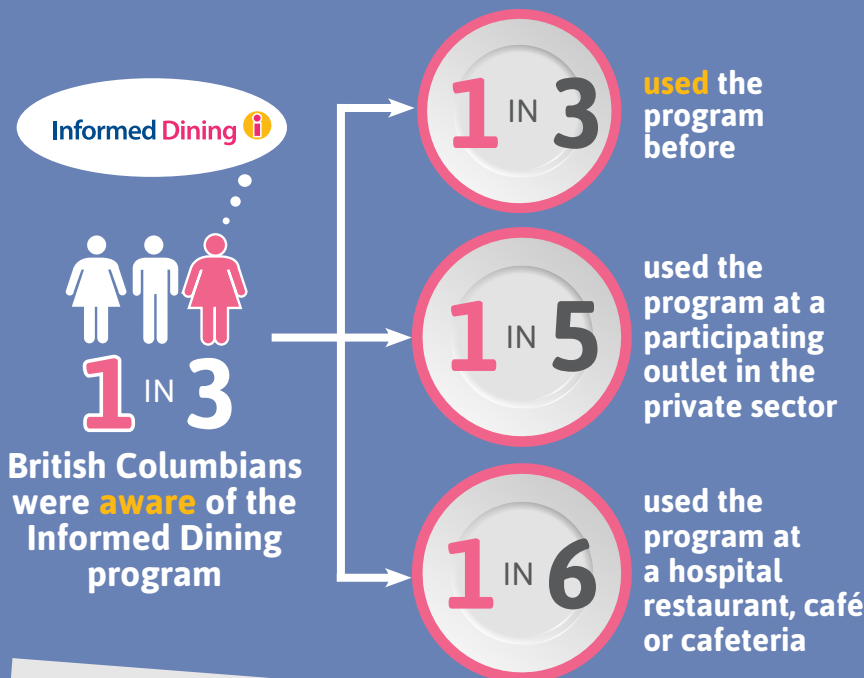 Informed Dining i
1 IN 3
British Columbians
were aware of the
Informed Dining
program
1 IN 3
used the
program
before
1 IN 5
used the
program at a
participating
outlet in the
private sector
1 IN 6
used the
program at
a hospital
restaurant, café
or cafeteria